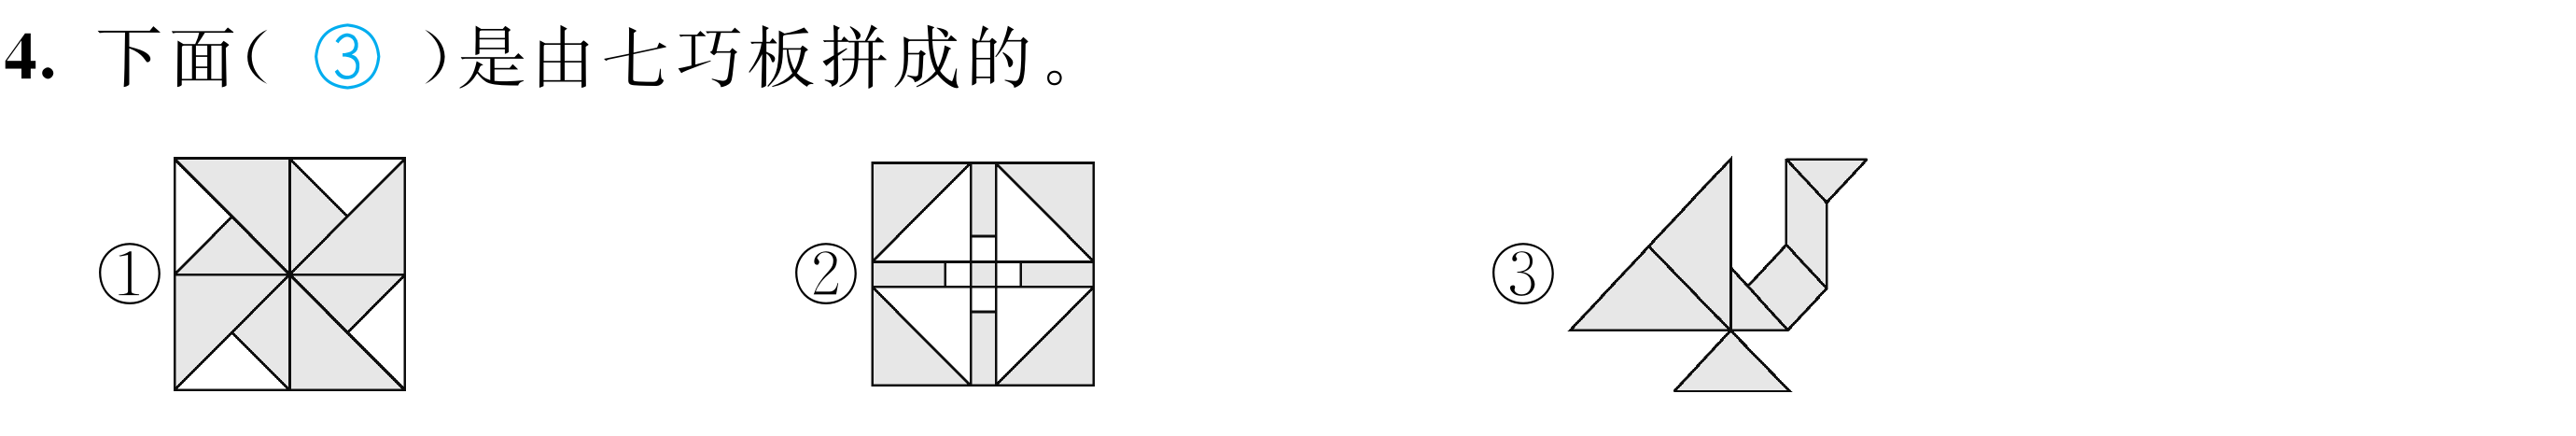 4. 下面( ③ )是由七巧板拼成的。
① ② ③